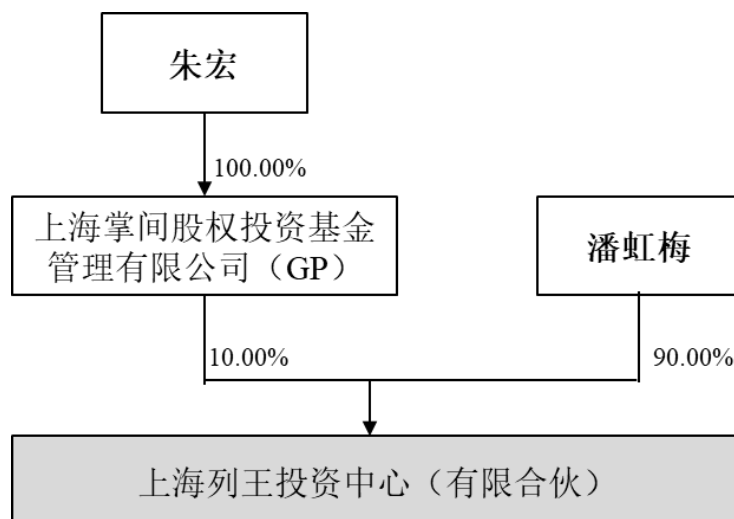 朱宏
100.00%
上海掌间股权投资基金
管理有限公司（GP）
潘虹梅
10.00%
90.00%
上海列王投资中心（有限合伙）